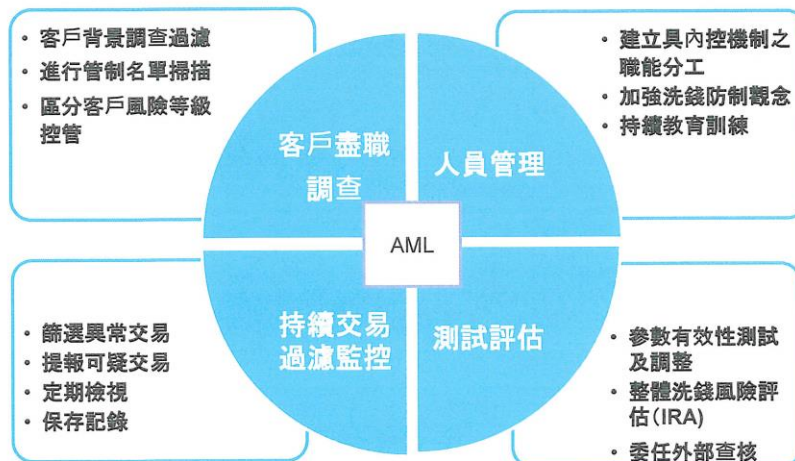 • 客戶背景調查過濾
• 進行管制名單掃描
• 區分客戶風險等級
控管
客戶盡職
調查
• 建立具內控機制之
職能分工
• 加強洗錢防制觀念
• 持續教育訓練
人員管理
AML
• 篩選異常交易
• 提報可疑交易
• 定期檢視
• 保存記錄
持續交易
過濾監控
測試評估
• 參數有效性測試
及調整
• 整體洗錢風險評
估(IRA)
• 委任外部查核